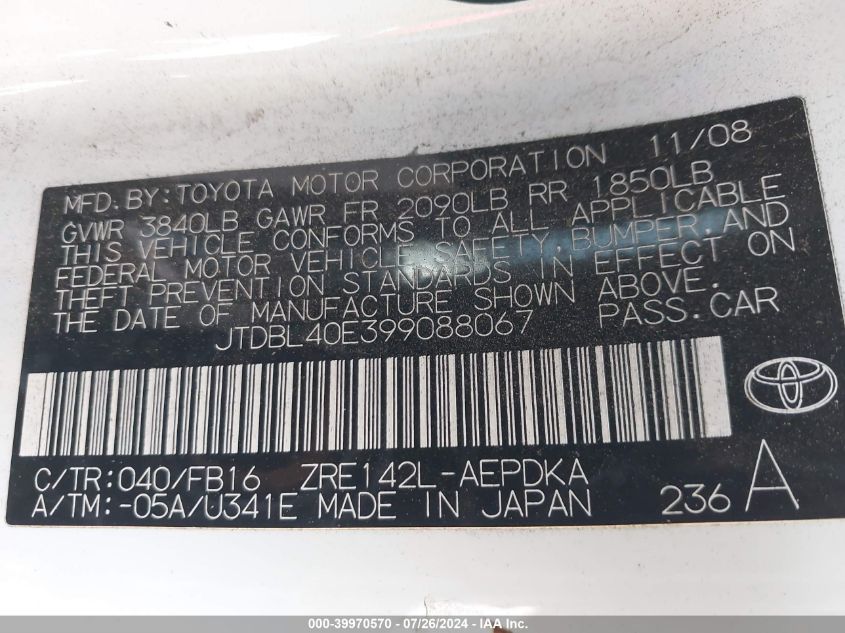 MFD. BY: TOYOTA MOTOR CORPORATION 11/08
GVWR 3840LB GAWR FR 2090LB RR 1850LB
THIS VEHICLE CONFORMS TO ALL APPLICABLE
FEDERAL MOTOR VEHICLE SAFETY, BUMPER, AND
THEFT PREVENTION STANDARDS IN EFFECT ON
THE DATE OF MANUFACTURE SHOWN ABOVE.
JTDBL40E399088067 PASS. CAR
C/TR: 040/FB16 ZRE142L-AEPDKA
A/TM: -05A/U341E MADE IN JAPAN 236 A
000-39970570 - 07/26/2024 - IAA Inc.